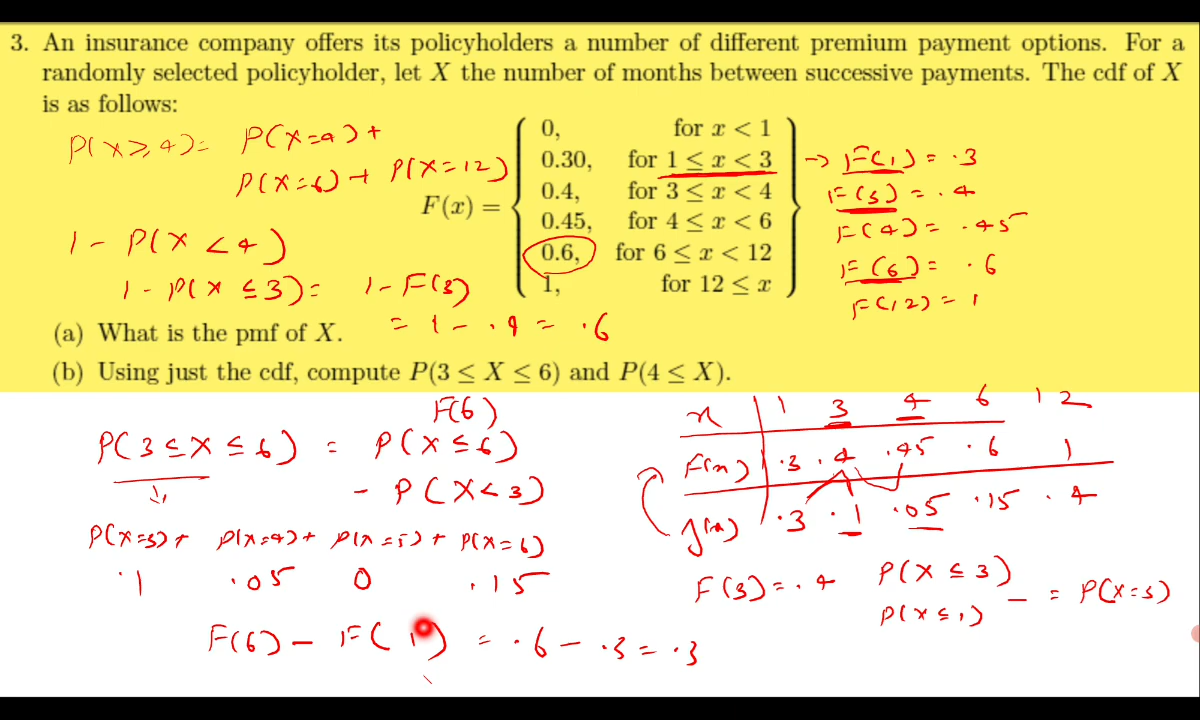 3. An insurance company offers its policyholders a number of different premium payment options. For a
randomly selected policyholder, let X the number of months between successive payments. The cdf of X
is as follows:
P(X≥4)= P(X=4)+
P(X=6)+ P(X=12)
1 - P(X<4)
1 - P(X≤3)= 1-F(3)
= 1 - .4 = .6
F(x) =
0, for x < 1
0.30, for 1 ≤ x < 3
0.4, for 3 ≤ x < 4
0.45, for 4 ≤ x < 6
0.6, for 6 ≤ x < 12
1, for 12 ≤ x
→ F(1) = .3
F(3) = .4
F(4) = .45
F(6) = .6
F(12) = 1
(a) What is the pmf of X.
(b) Using just the cdf, compute P(3 ≤ X ≤ 6) and P(4 ≤ X).
F(6)
P(3≤X≤6) = P(X≤6)
- P(X<3)
P(X=3)+ P(X=4)+ P(X=5)+ P(X=6)
.1 .05 0 .15
F(6) - F(1) = .6 - .3 = .3
x 1 3 4 6 12
F(x) .3 .4 .45 .6 1
f(x) .3 .1 .05 .15 .4
F(3)=.4 P(X≤3) - = P(X=3)
P(X≤1)